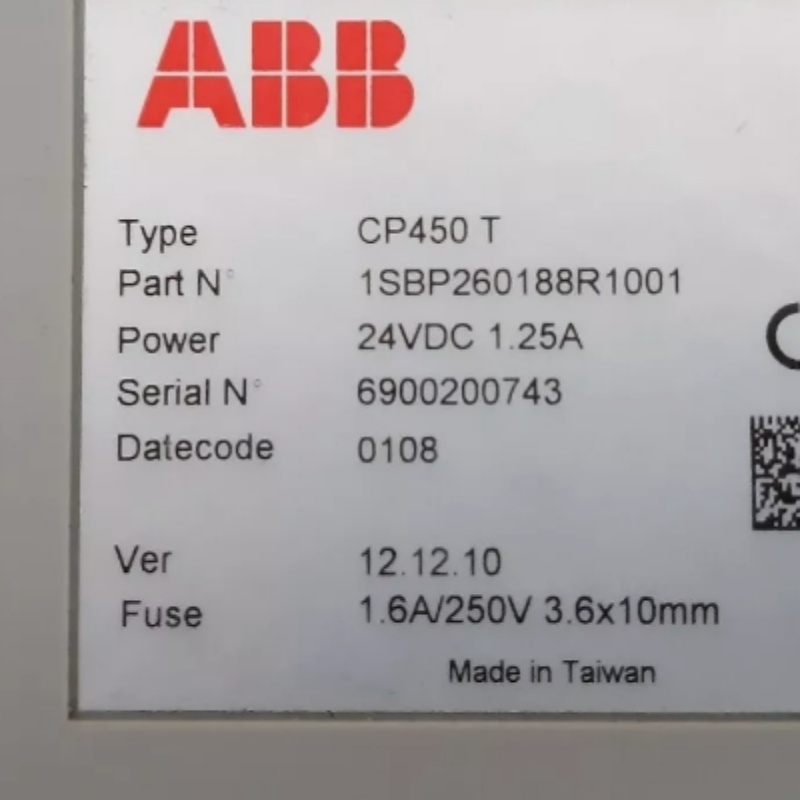 ABB
Type CP450 T
Part N° 1SBP260188R1001
Power 24VDC 1.25A
Serial N° 6900200743
Datecode 0108
Ver 12.12.10
Fuse 1.6A/250V 3.6x10mm
Made in Taiwan